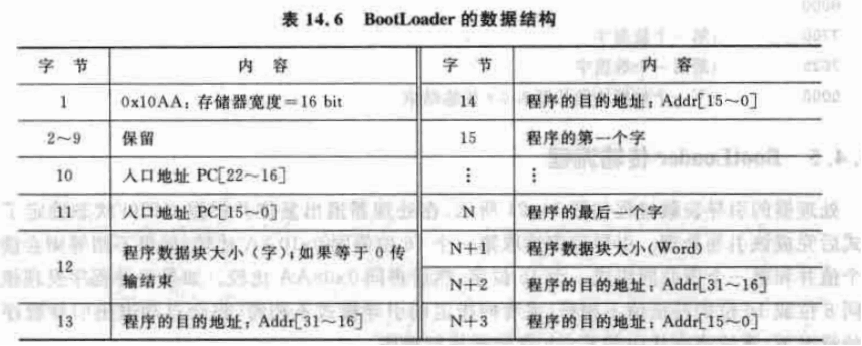 表 14.6 BootLoader 的数据结构
字 节 内 容 字 节 内 容
1 0x10AA：存储器宽度=16 bit 14 程序的目的地址：Addr[15~0]
2~9 保留 15 程序的第一个字
10 入口地址 PC[22~16] ⋮ ⋮
11 入口地址 PC[15~0] N 程序的最后一个字
12 程序数据块大小（字）；如果等于 0 传
输结束
N+1 程序数据块大小(Word)
N+2 程序的目的地址：Addr[31~16]
13 程序的目的地址：Addr[31~16] N+3 程序的目的地址：Addr[15~0]